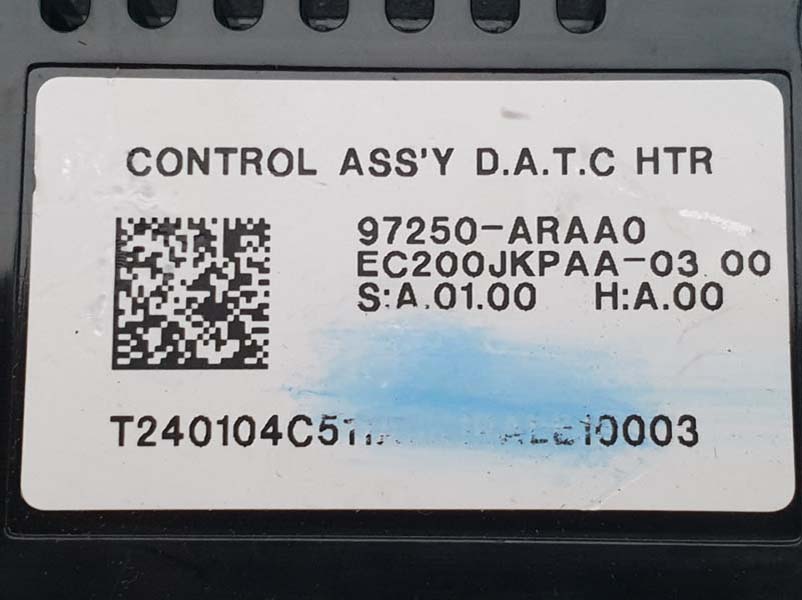 CONTROL ASS'Y D.A.T.C HTR
97250-ARAA0
EC200JKPAA-03.00
S:A.01.00 H:A.00